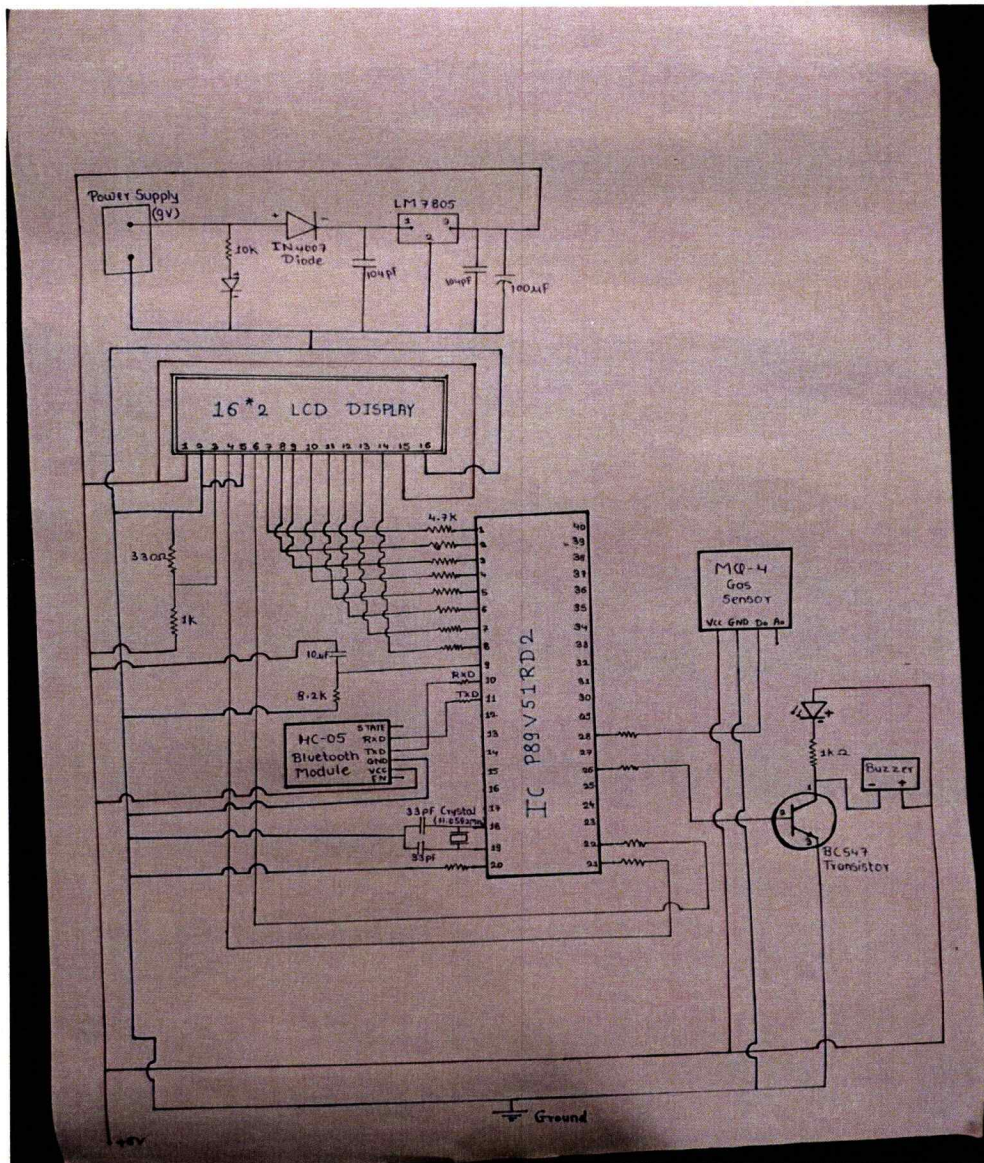 Power Supply
(9V)
LM7805
1
3
2
+
-
10K
IN4007
Diode
104pf
104pf
100µF
+
-
16*2 LCD DISPLAY
1 2 3 4 5 6 7 8 9 10 11 12 13 14 15 16
330Ω
1K
10µf
8.2K
4.7K
IC P89V51RD2
1
2
3
4
5
6
7
8
9
RXD
10
TXD
11
12
13
14
15
16
17
18
19
20
40
39
38
37
36
35
34
33
32
31
30
29
28
27
26
25
24
23
22
21
HC-05
Bluetooth
Module
STATE
RXD
TXD
GND
VCC
EN
33pf Crystal
33pf
MQ-4
Gas
Sensor
VCC GND Do Ao
+
1KΩ
Buzzer
- +
1
2
3
BC547
Transistor
Ground
+5V